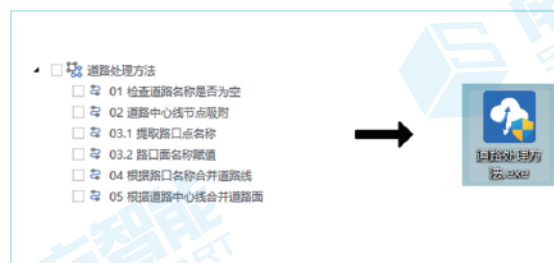 道路处理方法
01 检查道路名称是否为空
02 道路中心线节点吸附
03.1 提取路口点名称
03.2 路口面名称赋值
04 根据路口名称合并道路线
05 根据道路中心线合并道路面
道路处理方
法.exe
智能
ART